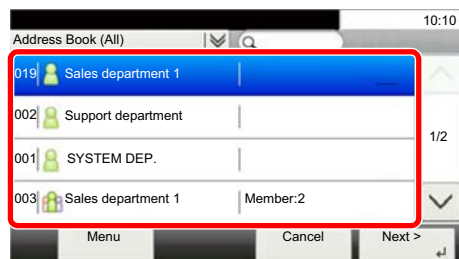 10:10
Address Book (All)
019 Sales department 1
002 Support department
1/2
001 SYSTEM DEP.
003 Sales department 1 Member:2
Menu Cancel Next >